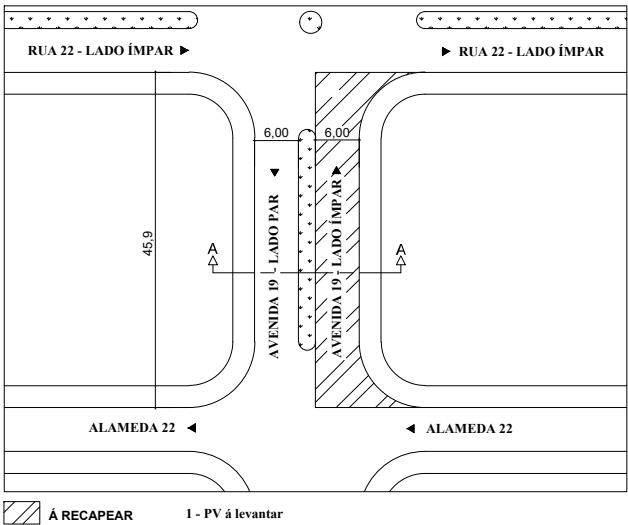 RUA 22 - LADO ÍMPAR
RUA 22 - LADO ÍMPAR
6,00
6,00
45,9
A
A
AVENIDA 19 - LADO PAR
AVENIDA 19 - LADO ÍMPAR
ALAMEDA 22
ALAMEDA 22
Á RECAPEAR
1 - PV á levantar